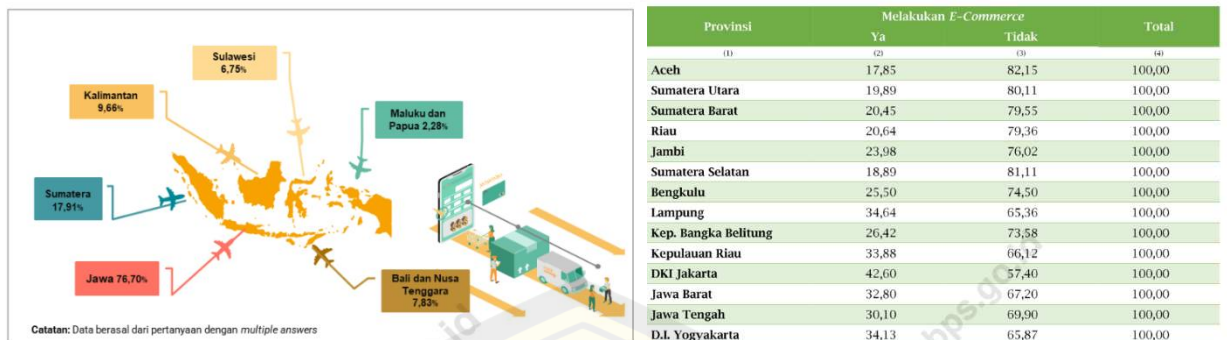 Sulawesi
6,75%
Kalimantan
9,66%
Maluku dan
Papua 2,28%
Sumatera
17,91%
Jawa 76,70%
Bali dan Nusa
Tenggara
7,83%
Catatan: Data berasal dari pertanyaan dengan multiple answers
Provinsi Melakukan E-Commerce Total
Ya Tidak
(1) (2) (3) (4)
Aceh 17,85 82,15 100,00
Sumatera Utara 19,89 80,11 100,00
Sumatera Barat 20,45 79,55 100,00
Riau 20,64 79,36 100,00
Jambi 23,98 76,02 100,00
Sumatera Selatan 18,89 81,11 100,00
Bengkulu 25,50 74,50 100,00
Lampung 34,64 65,36 100,00
Kep. Bangka Belitung 26,42 73,58 100,00
Kepulauan Riau 33,88 66,12 100,00
DKI Jakarta 42,60 57,40 100,00
Jawa Barat 32,80 67,20 100,00
Jawa Tengah 30,10 69,90 100,00
D.I. Yogyakarta 34,13 65,87 100,00
bps.go.id